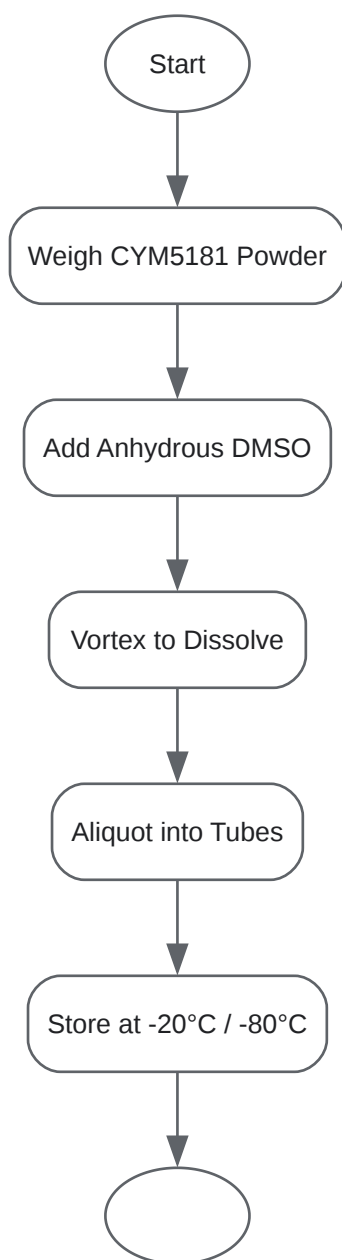 Start
Weigh CYM5181 Powder
Add Anhydrous DMSO
Vortex to Dissolve
Aliquot into Tubes
Store at -20°C / -80°C